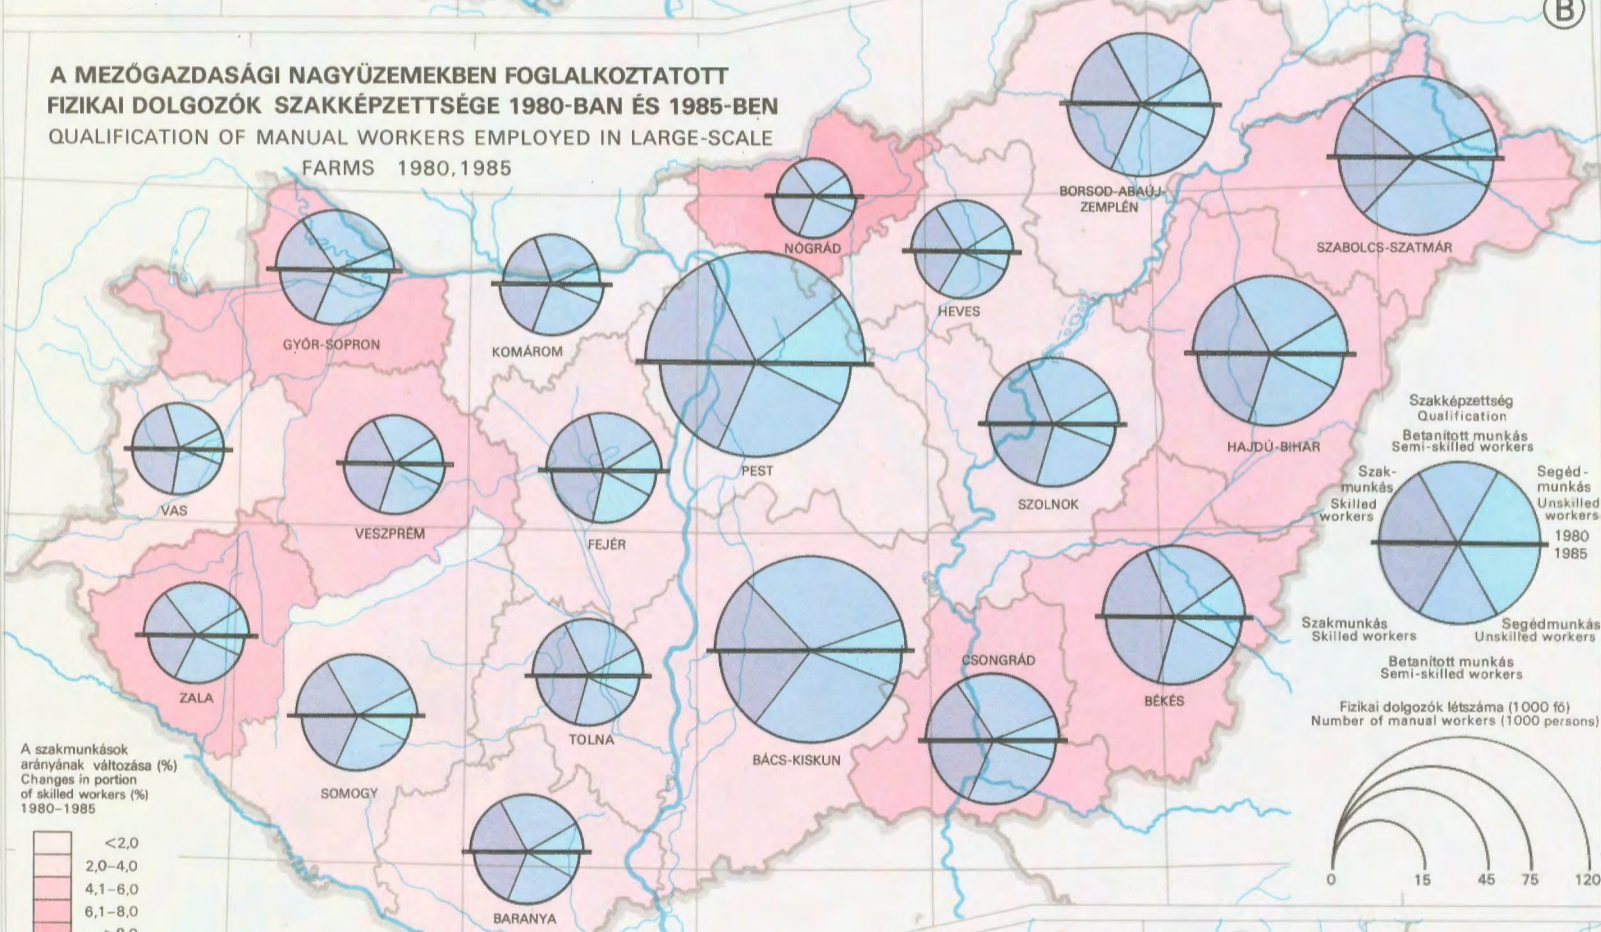 B
A MEZŐGAZDASÁGI NAGYÜZEMEKBEN FOGLALKOZTATOTT
FIZIKAI DOLGOZÓK SZAKKÉPZETTSÉGE 1980-BAN ÉS 1985-BEN
QUALIFICATION OF MANUAL WORKERS EMPLOYED IN LARGE-SCALE
FARMS 1980,1985
BORSOD-ABAÚJ-
ZEMPLÉN
SZABOLCS-SZATMÁR
NÓGRÁD
HEVES
GYŐR-SOPRON
KOMÁROM
PEST
HAJDÚ-BIHAR
SZOLNOK
VAS
VESZPRÉM
FEJÉR
ZALA
SOMOGY
TOLNA
BÁCS-KISKUN
CSONGRÁD
BÉKÉS
BARANYA
Szakképzettség
Qualification
Betanított munkás
Semi-skilled workers
Szak-
munkás
Skilled
workers
Segéd-
munkás
Unskilled
workers
1980
1985
Szakmunkás
Skilled workers
Segédmunkás
Unskilled workers
Betanított munkás
Semi-skilled workers
Fizikai dolgozók létszáma (1000 fő)
Number of manual workers (1000 persons)
0 15 45 75 120
A szakmunkások
arányának változása (%)
Changes in portion
of skilled workers (%)
1980–1985
<2,0
2,0–4,0
4,1–6,0
6,1–8,0